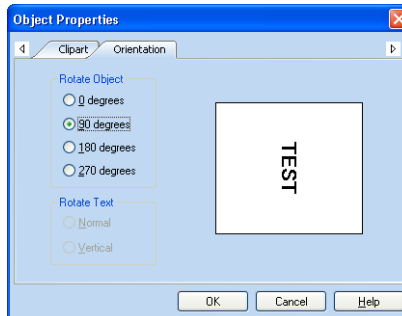 Object Properties
Clipart
Orientation
Rotate Object
0 degrees
90 degrees
180 degrees
270 degrees
TEST
Rotate Text
Normal
Vertical
OK
Cancel
Help